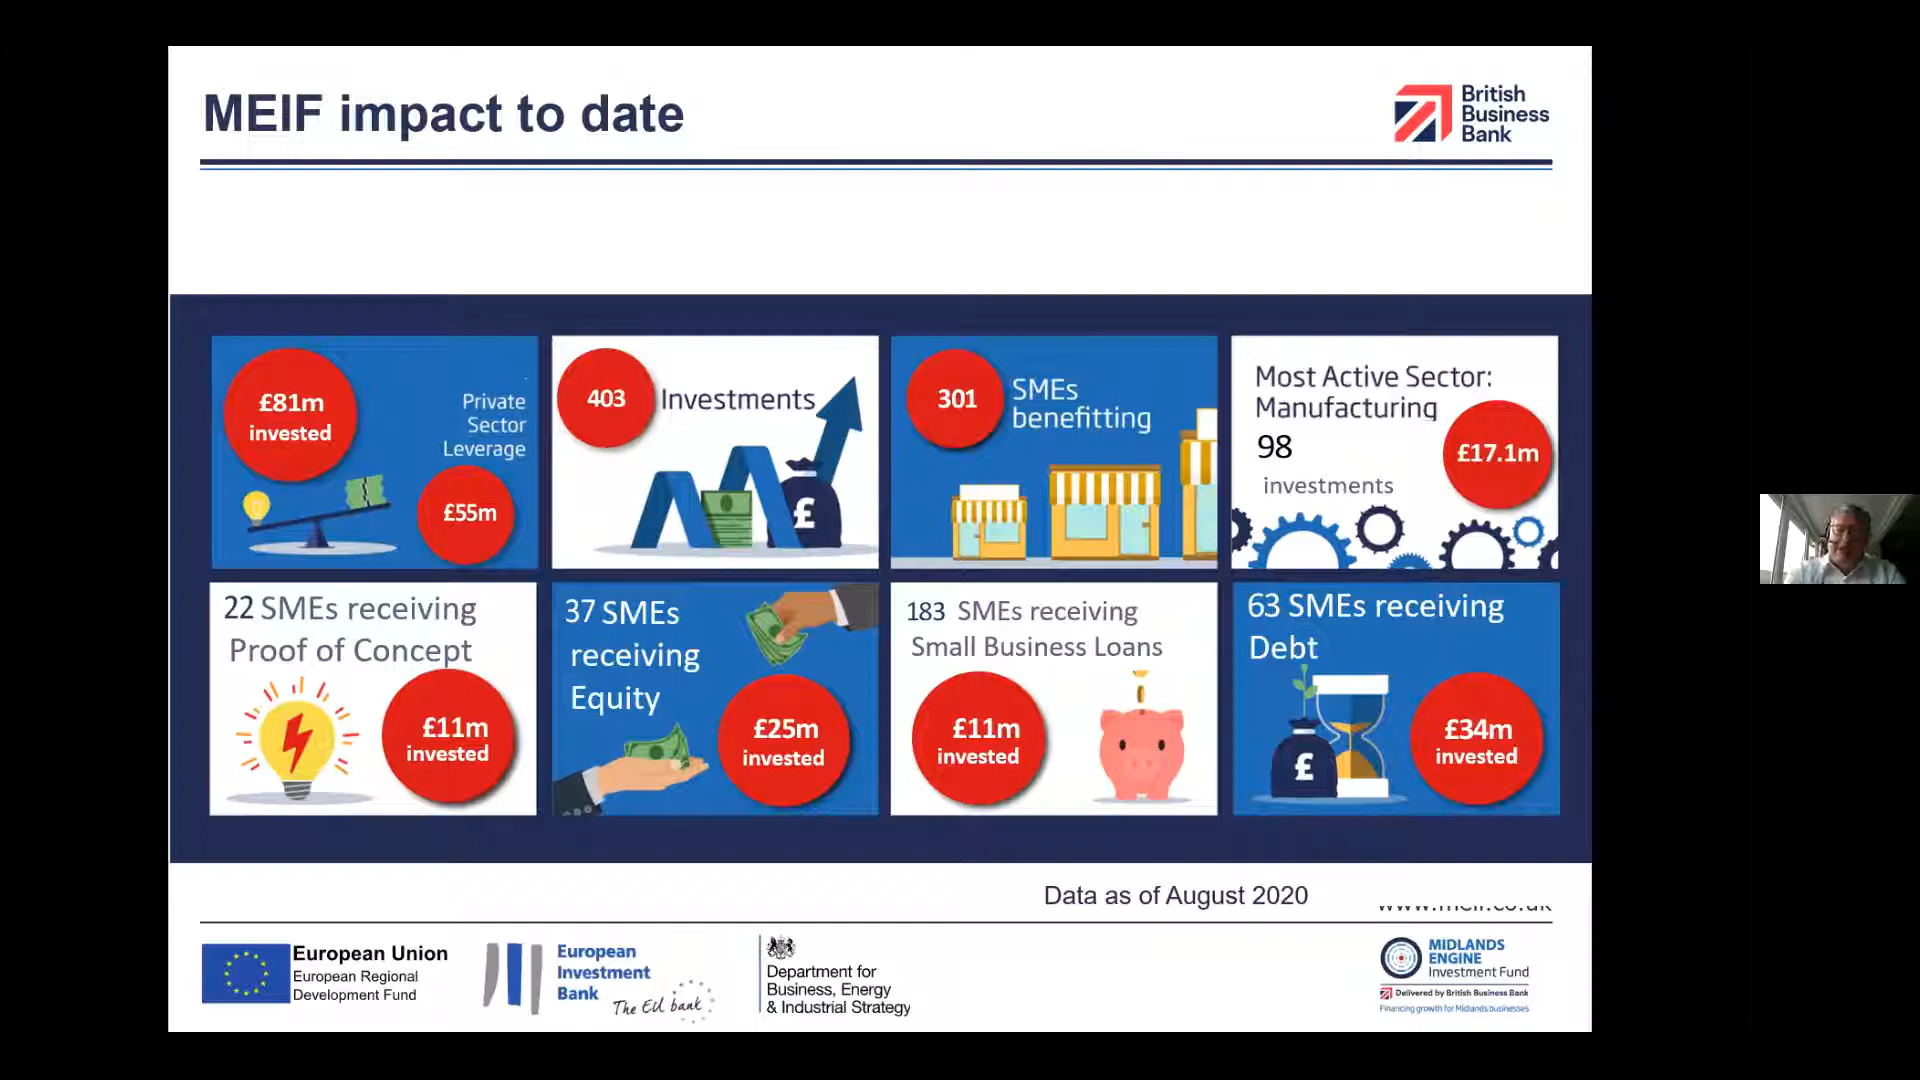 MEIF impact to date
British
Business
Bank
£81m
invested
Private
Sector
Leverage
£55m
403
Investments
£
301
SMEs
benefitting
Most Active Sector:
Manufacturing
98
investments
£17.1m
22 SMEs receiving
Proof of Concept
£11m
invested
37 SMEs
receiving
Equity
£25m
invested
183 SMEs receiving
Small Business Loans
£11m
invested
63 SMEs receiving
Debt
£
£34m
invested
Data as of August 2020
www.meif.co.uk
European Union
European Regional
Development Fund
European
Investment
Bank
The EU bank
Department for
Business, Energy
& Industrial Strategy
MIDLANDS
ENGINE
Investment Fund
Delivered by British Business Bank
Financing growth for Midlands businesses